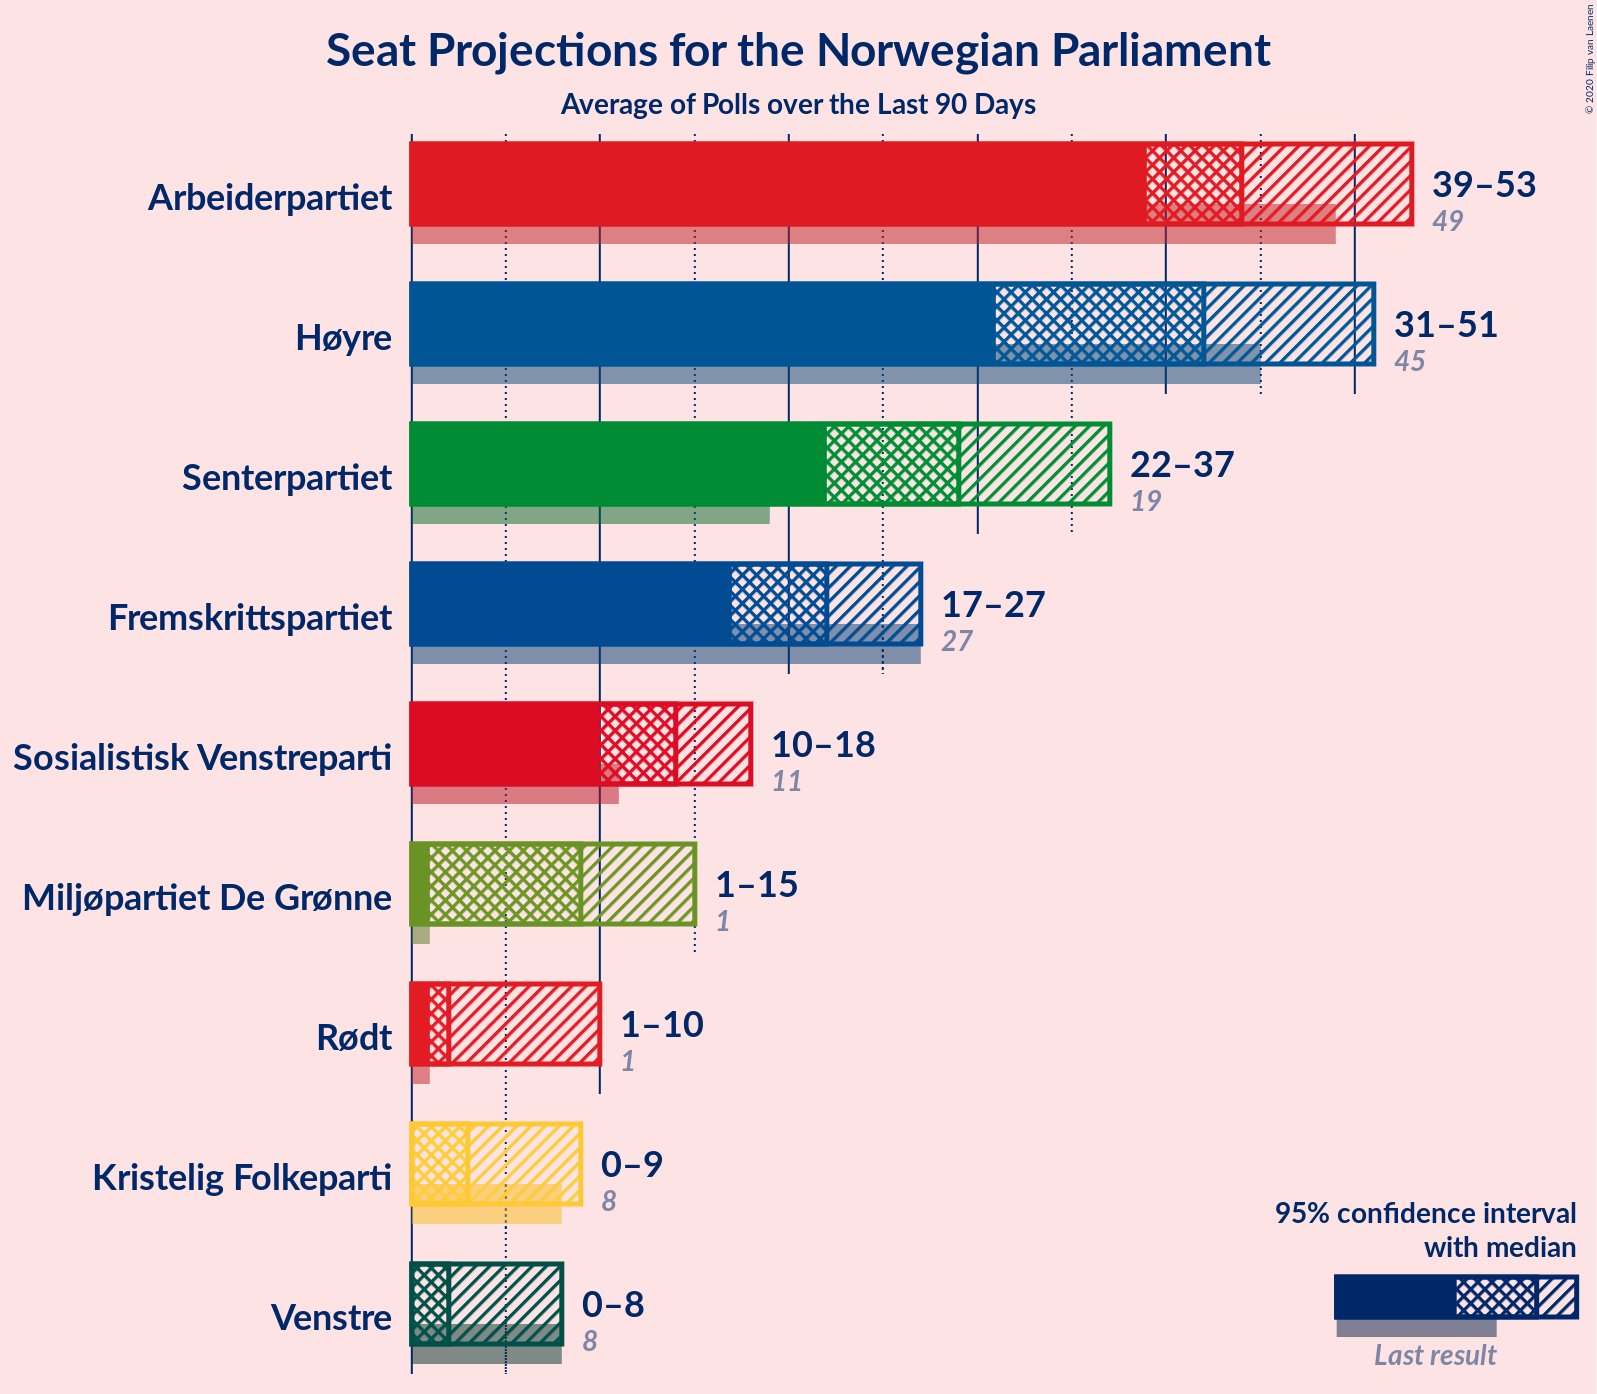 Seat Projections for the Norwegian Parliament
Average of Polls over the Last 90 Days
© 2020 Filip van Laenen
Arbeiderpartiet
39–53
49
Høyre
31–51
45
Senterpartiet
22–37
19
Fremskrittspartiet
17–27
27
Sosialistisk Venstreparti
10–18
11
Miljøpartiet De Grønne
1–15
1
Rødt
1–10
1
Kristelig Folkeparti
0–9
8
Venstre
0–8
8
95% confidence interval
with median
Last result